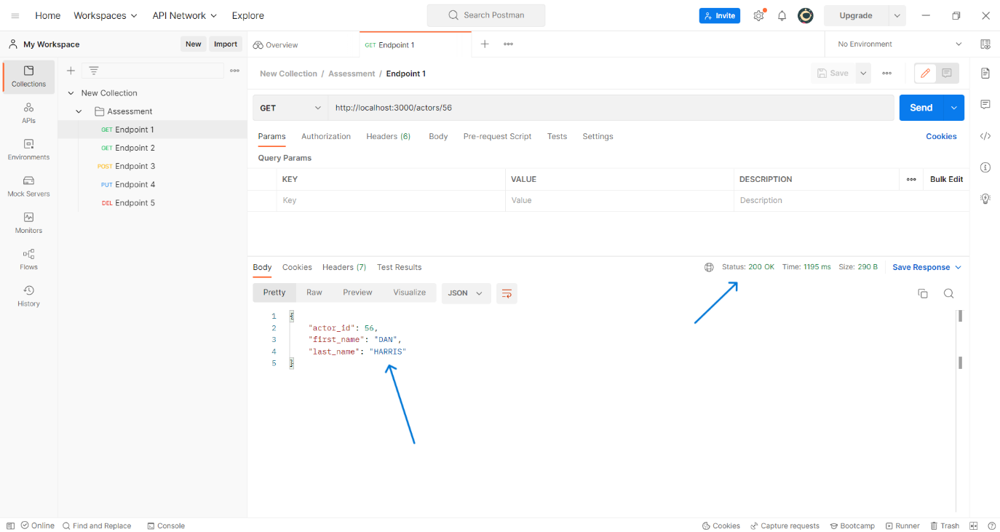 Home Workspaces API Network Explore Search Postman Invite Upgrade
My Workspace New Import Overview GET Endpoint 1 No Environment
Collections
APIs
Environments
Mock Servers
Monitors
Flows
History
New Collection
Assessment
GET Endpoint 1
GET Endpoint 2
POST Endpoint 3
PUT Endpoint 4
DEL Endpoint 5
New Collection / Assessment / Endpoint 1 Save
GET http://localhost:3000/actors/56 Send
Params Authorization Headers (6) Body Pre-request Script Tests Settings Cookies
Query Params
KEY VALUE DESCRIPTION Bulk Edit
Key Value Description
Body Cookies Headers (7) Test Results Status: 200 OK Time: 1195 ms Size: 290 B Save Response
Pretty Raw Preview Visualize JSON
1 {
2 "actor_id": 56,
3 "first_name": "DAN",
4 "last_name": "HARRIS"
5 }
Online Find and Replace Console Cookies Capture requests Bootcamp Runner Trash